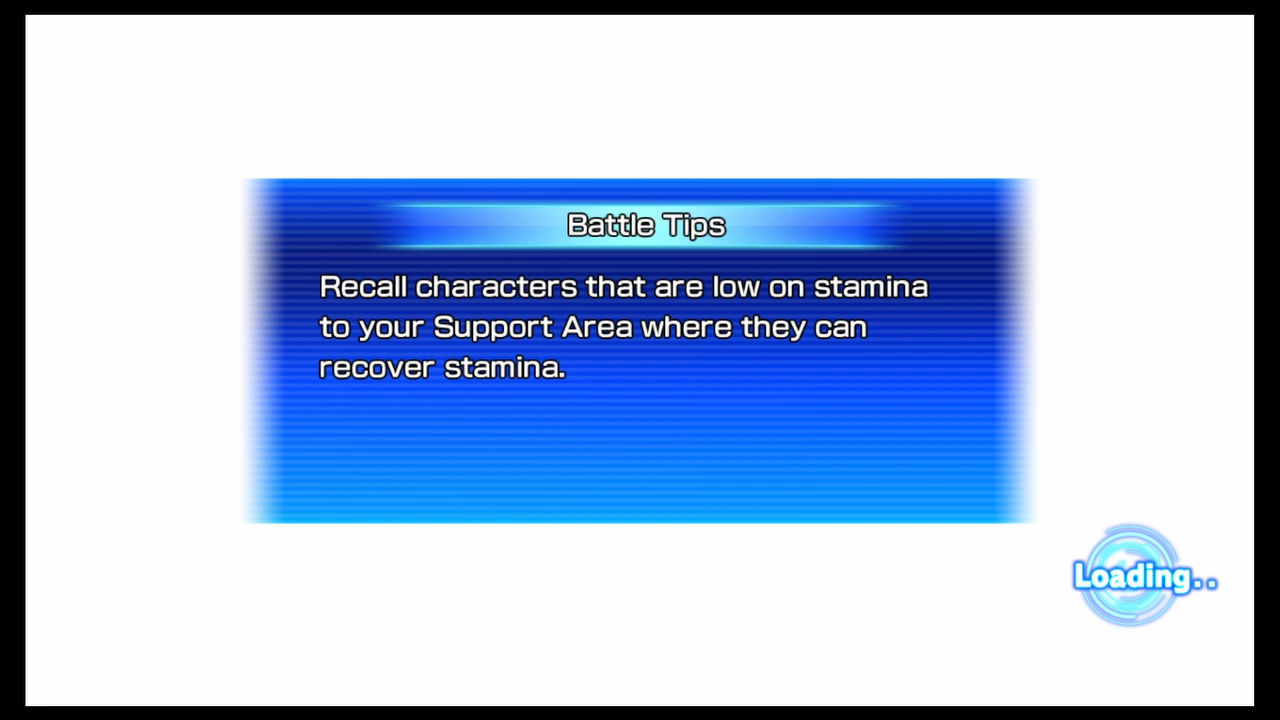 Battle Tips
Recall characters that are low on stamina
to your Support Area where they can
recover stamina.
Loading..